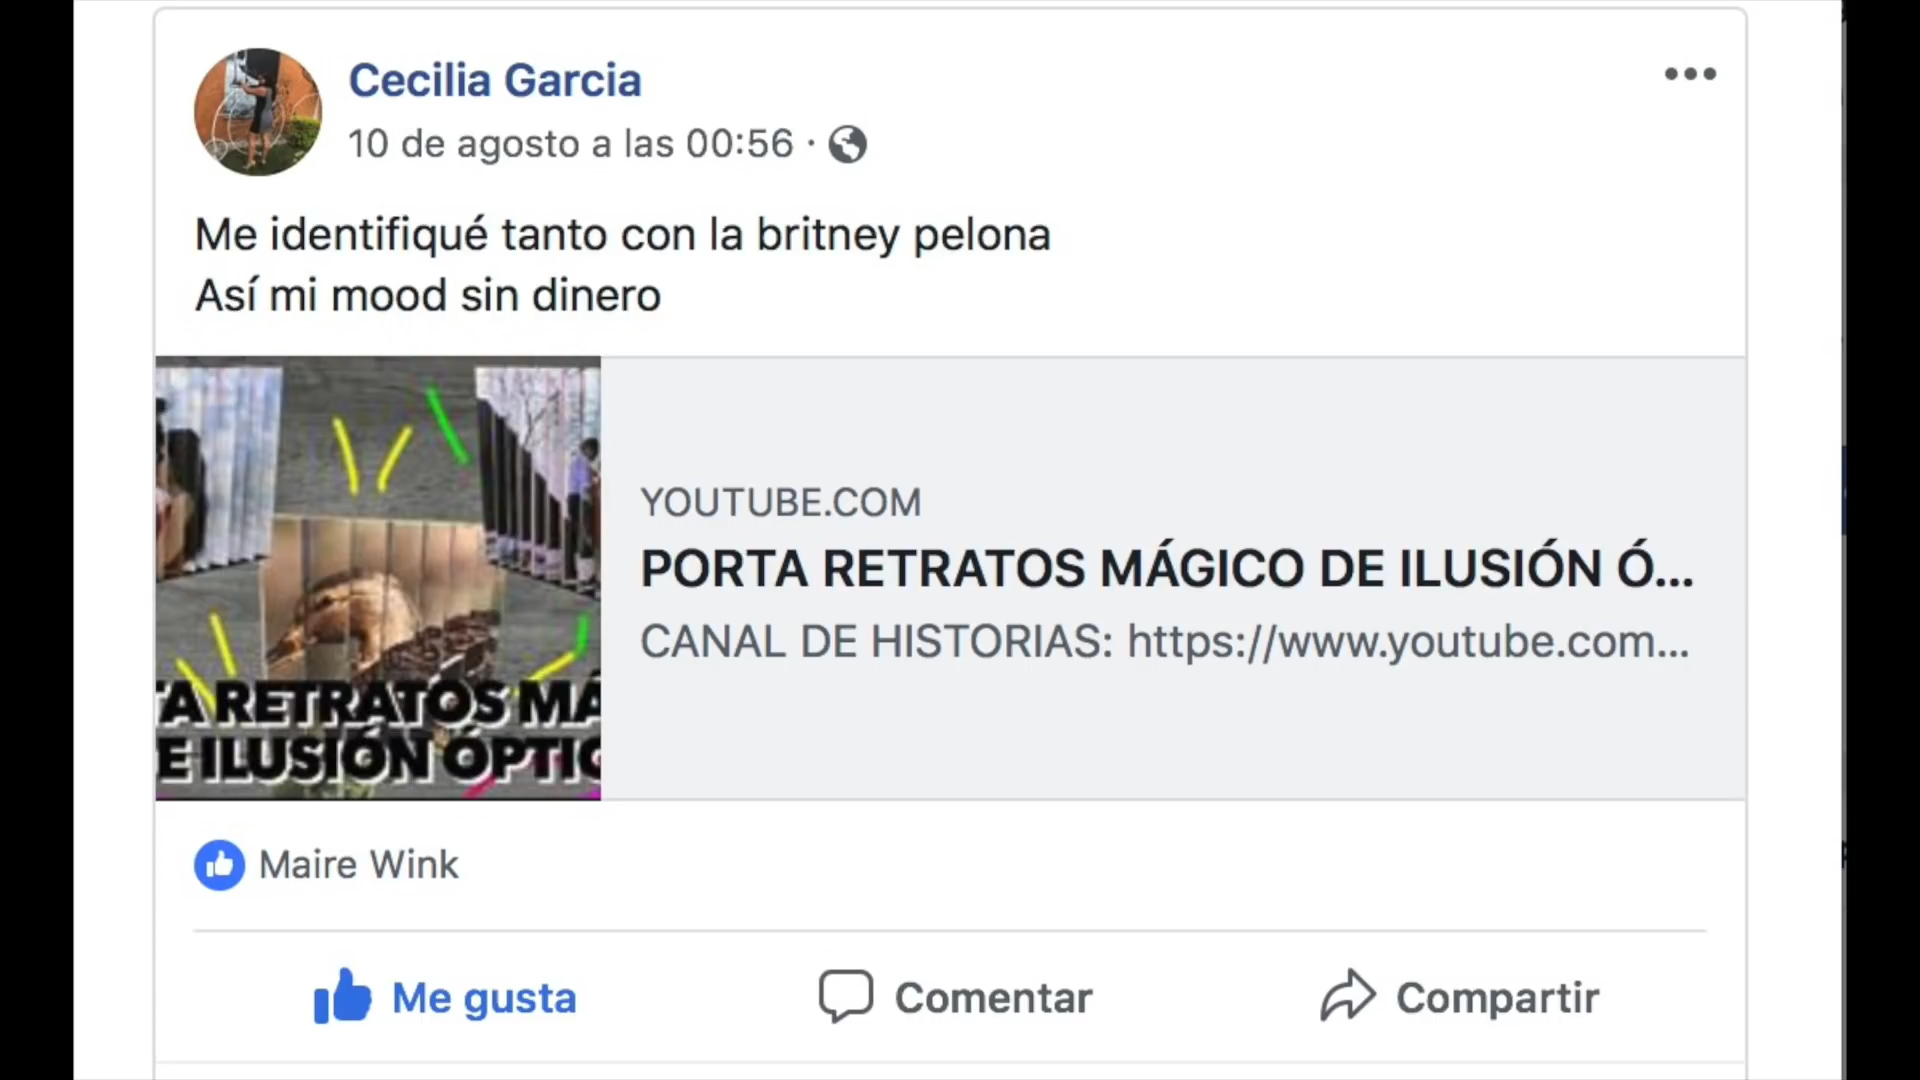 Cecilia Garcia
10 de agosto a las 00:56 ·
Me identifiqué tanto con la britney pelona
Así mi mood sin dinero
TA RETRATOS MÁ
E ILUSIÓN ÓPTIC
YOUTUBE.COM
PORTA RETRATOS MÁGICO DE ILUSIÓN Ó...
CANAL DE HISTORIAS: https://www.youtube.com...
Maire Wink
Me gusta
Comentar
Compartir